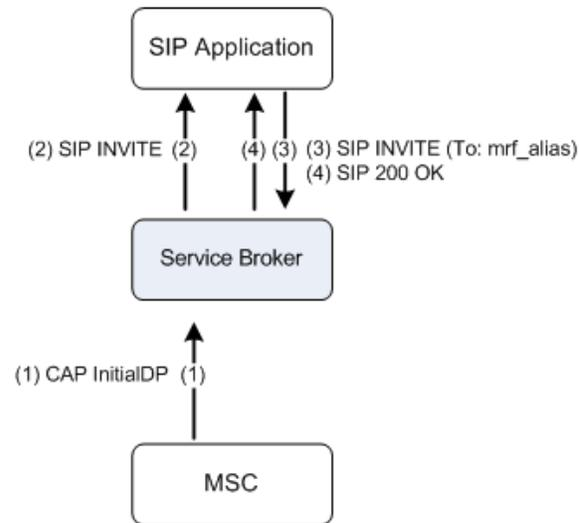 SIP Application
(2) SIP INVITE (2)
(4) (3) (3) SIP INVITE (To: mrf_alias)
(4) SIP 200 OK
Service Broker
(1) CAP InitialDP (1)
MSC